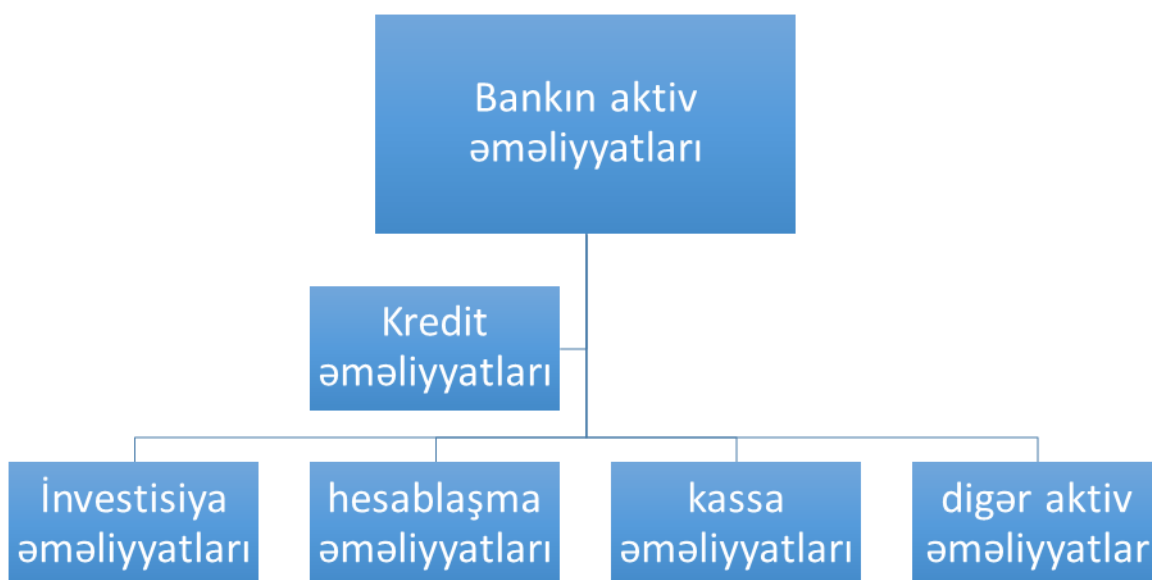 Bankın aktiv
əməliyyatları
Kredit
əməliyyatları
İnvestisiya
əməliyyatları
hesablaşma
əməliyyatları
kassa
əməliyyatları
digər aktiv
əməliyyatlar